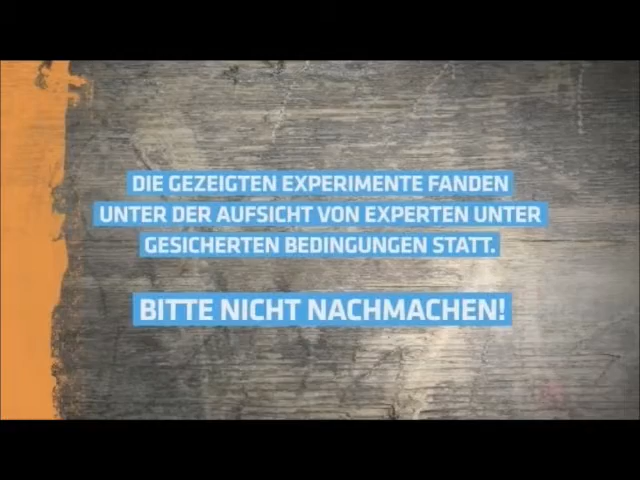 DIE GEZEIGTEN EXPERIMENTE FANDEN
UNTER DER AUFSICHT VON EXPERTEN UNTER
GESICHERTEN BEDINGUNGEN STATT.
BITTE NICHT NACHMACHEN!